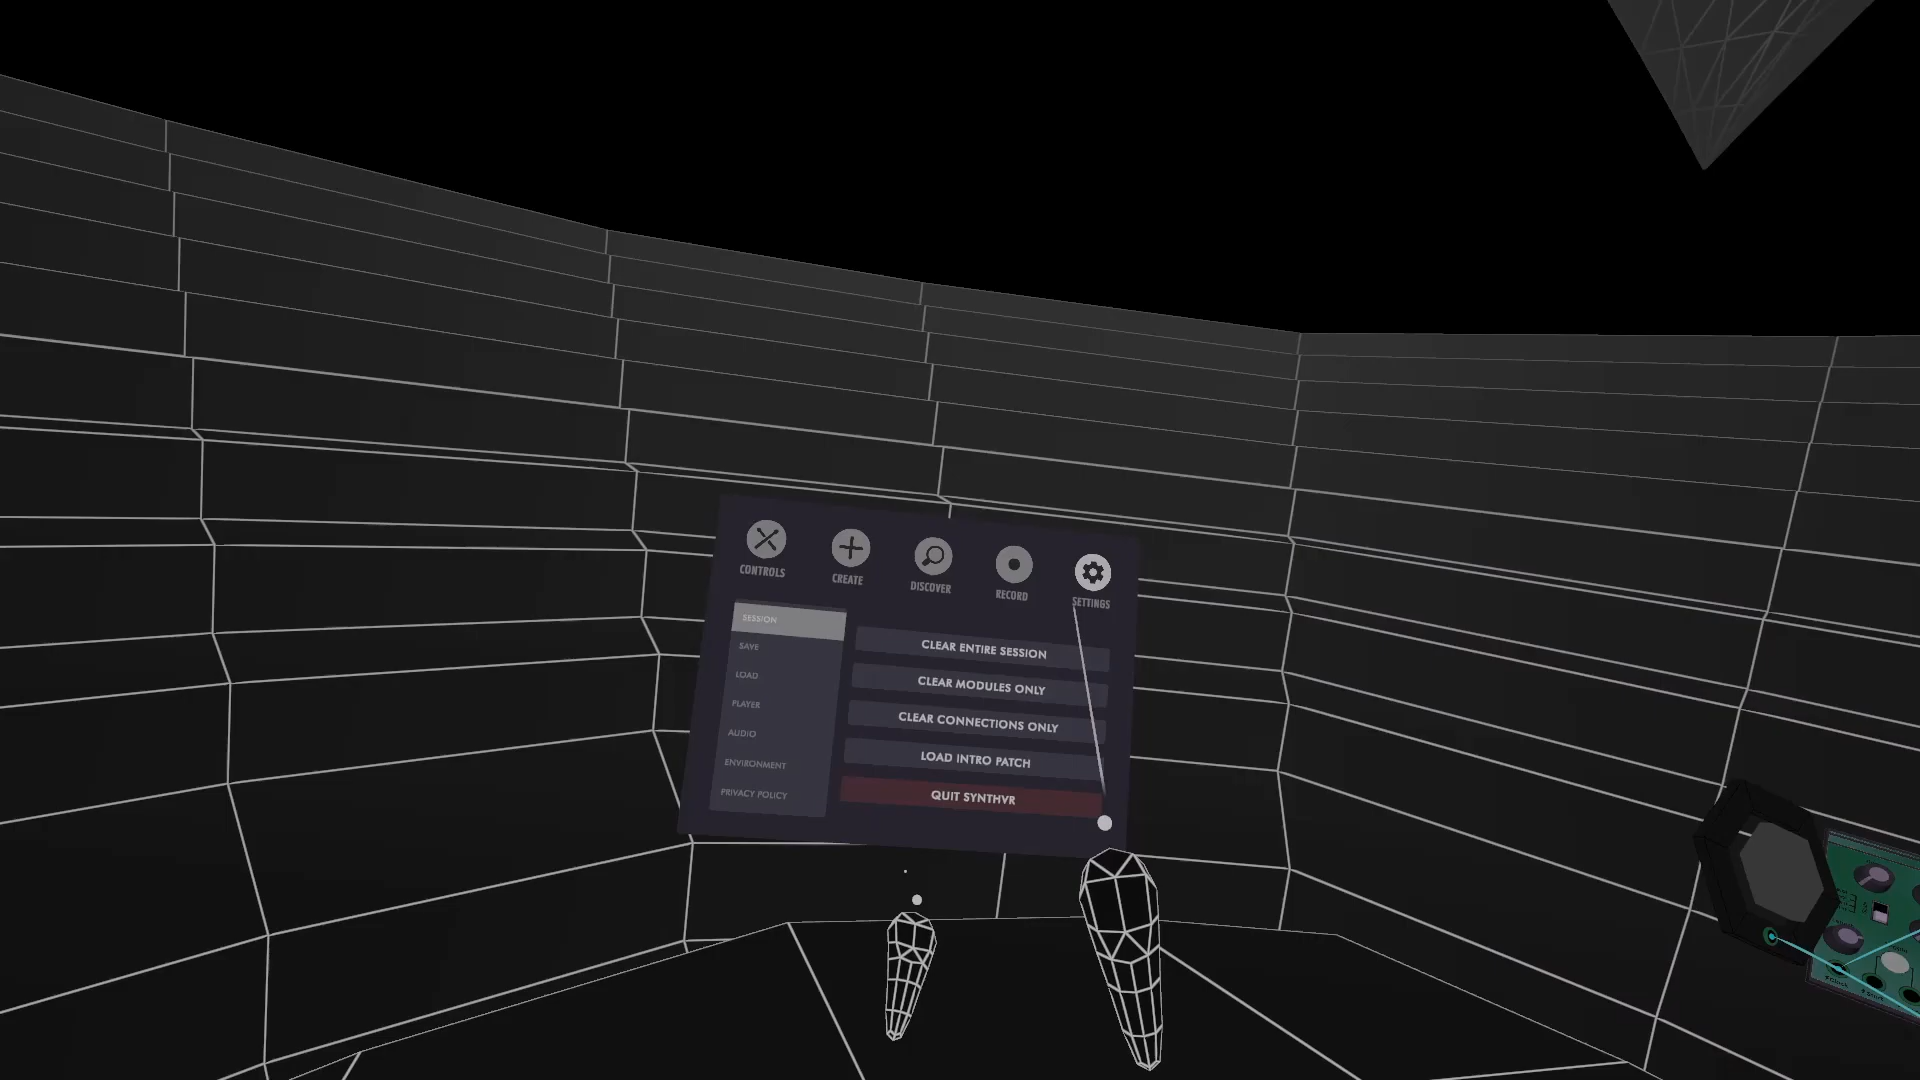 CONTROLS
CREATE
DISCOVER
RECORD
SETTINGS
SESSION
SAVE
LOAD
PLAYER
AUDIO
ENVIRONMENT
PRIVACY POLICY
CLEAR ENTIRE SESSION
CLEAR MODULES ONLY
CLEAR CONNECTIONS ONLY
LOAD INTRO PATCH
QUIT SYNTHVR